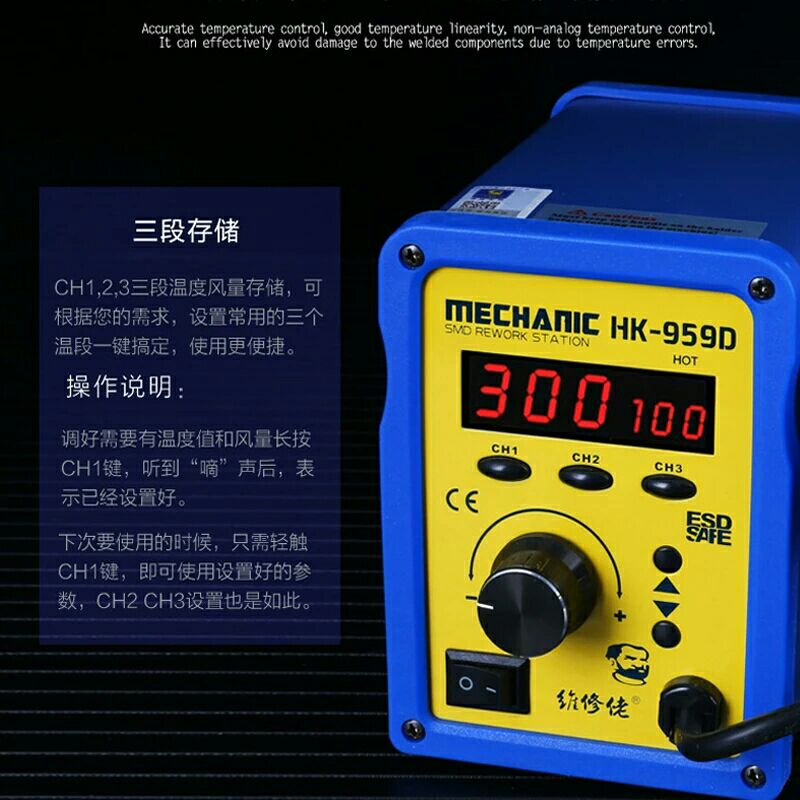 Accurate temperature control, good temperature linearity, non-analog temperature control,
It can effectively avoid damage to the welded components due to temperature errors.
三段存储
CH1,2,3三段温度风量存储，可
根据您的需求，设置常用的三个
温段一键搞定，使用更便捷。
操作说明：
调好需要有温度值和风量长按
CH1键，听到“嘀”声后，表
示已经设置好。
下次要使用的时候，只需轻触
CH1键，即可使用设置好的参
数，CH2 CH3设置也是如此。
Cautions
MECHANIC HK-959D
SMD REWORK STATION
HOT
300 100
CH1 CH2 CH3
CE
ESD
SAFE
- +
O -
维修佬®